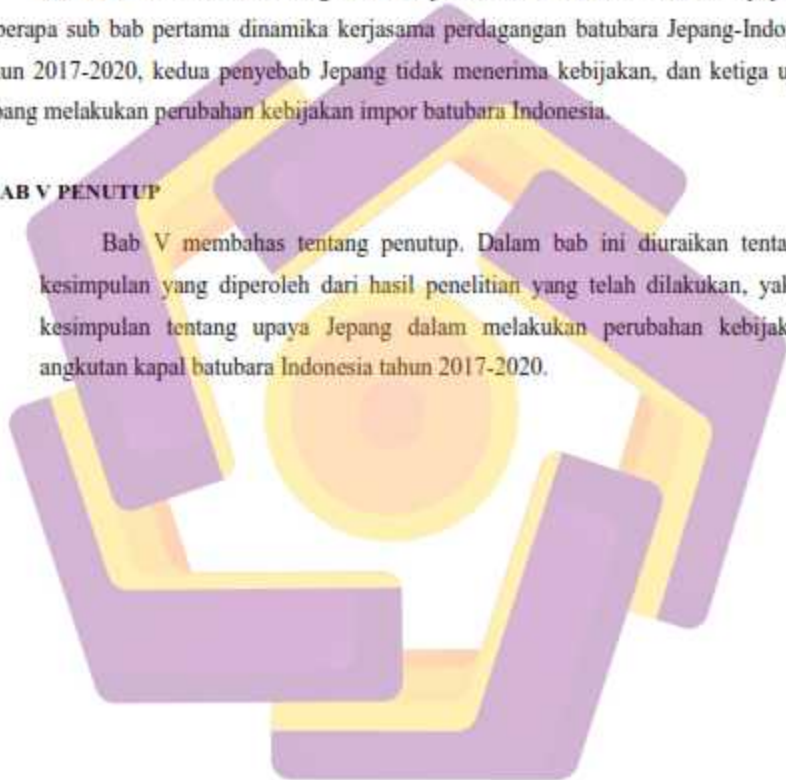 berapa sub bab pertama dinamika kerjasama perdagangan batubara Jepang-Indo
un 2017-2020, kedua penyebab Jepang tidak menerima kebijakan, dan ketiga u
pang melakukan perubahan kebijakan impor batubara Indonesia.
AB V PENUTUP
Bab V membahas tentang penutup. Dalam bab ini diuraikan tenta
kesimpulan yang diperoleh dari hasil penelitian yang telah dilakukan, yak
kesimpulan tentang upaya Jepang dalam melakukan perubahan kebijak
angkutan kapal batubara Indonesia tahun 2017-2020.